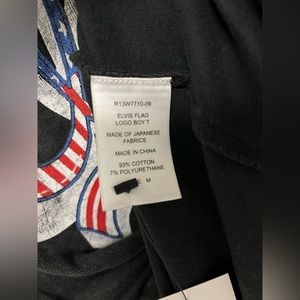 R13W7710-09
ELVIS FLAG
LOGO BOY T
MADE OF JAPANESE
FABRICS
MADE IN CHINA
93% COTTON
7% POLYURETHANE
M